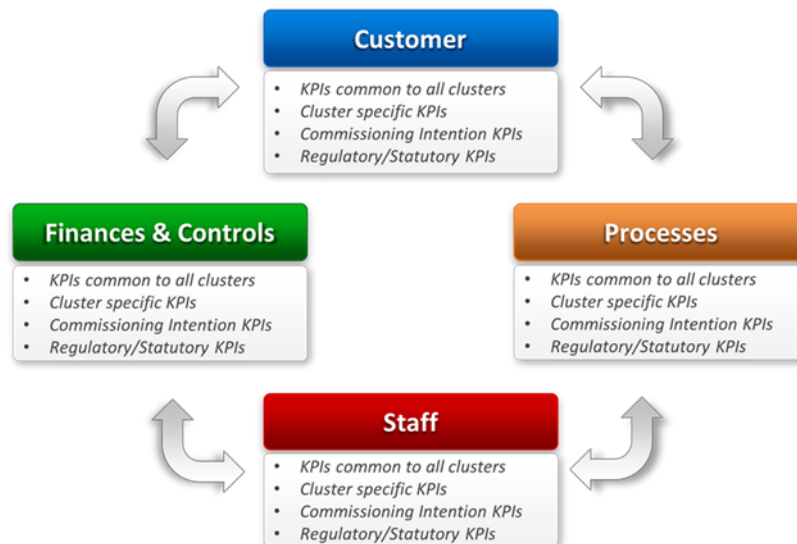 Customer
• KPIs common to all clusters
• Cluster specific KPIs
• Commissioning Intention KPIs
• Regulatory/Statutory KPIs
Finances & Controls
• KPIs common to all clusters
• Cluster specific KPIs
• Commissioning Intention KPIs
• Regulatory/Statutory KPIs
Processes
• KPIs common to all clusters
• Cluster specific KPIs
• Commissioning Intention KPIs
• Regulatory/Statutory KPIs
Staff
• KPIs common to all clusters
• Cluster specific KPIs
• Commissioning Intention KPIs
• Regulatory/Statutory KPIs